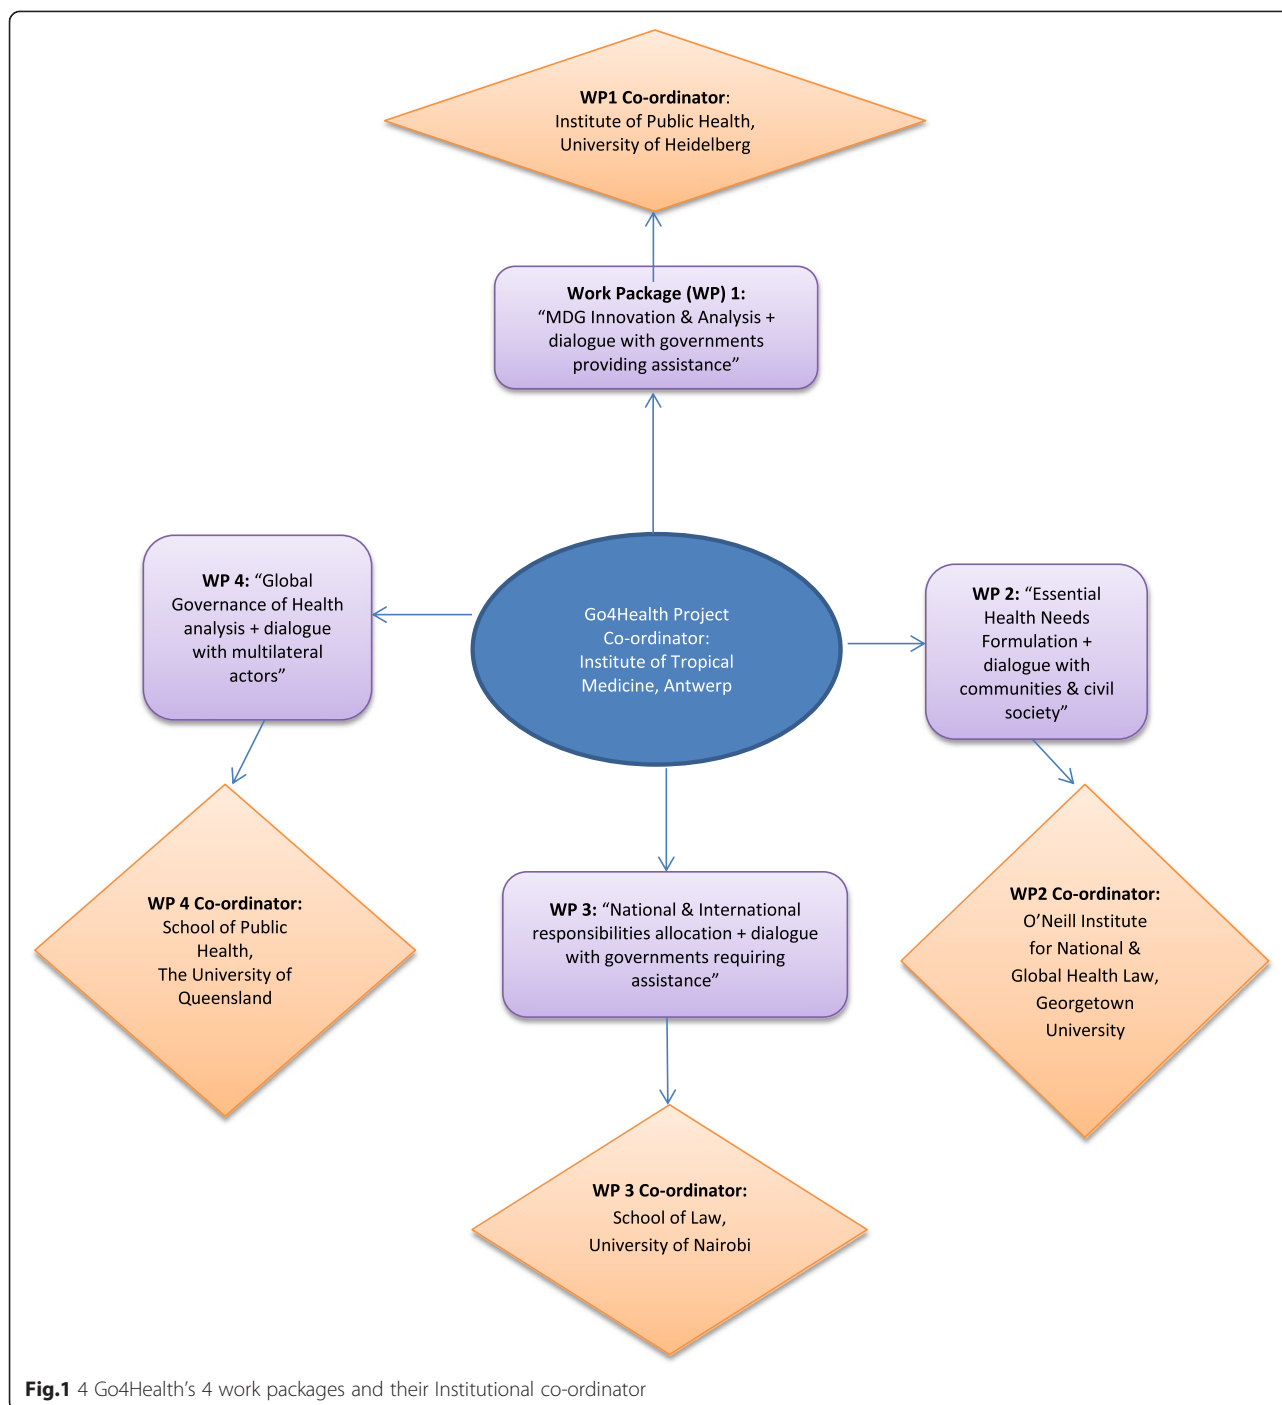 WP1 Co-ordinator:
Institute of Public Health,
University of Heidelberg
Work Package (WP) 1:
“MDG Innovation & Analysis +
dialogue with governments
providing assistance”
WP 4: “Global
Governance of Health
analysis + dialogue
with multilateral
actors”
Go4Health Project
Co-ordinator:
Institute of Tropical
Medicine, Antwerp
WP 2: “Essential
Health Needs
Formulation +
dialogue with
communities & civil
society”
WP 4 Co-ordinator:
School of Public
Health,
The University of
Queensland
WP 3: “National & International
responsibilities allocation + dialogue
with governments requiring
assistance”
WP2 Co-ordinator:
O’Neill Institute
for National &
Global Health Law,
Georgetown
University
WP 3 Co-ordinator:
School of Law,
University of Nairobi
Fig.1 4 Go4Health’s 4 work packages and their Institutional co-ordinator